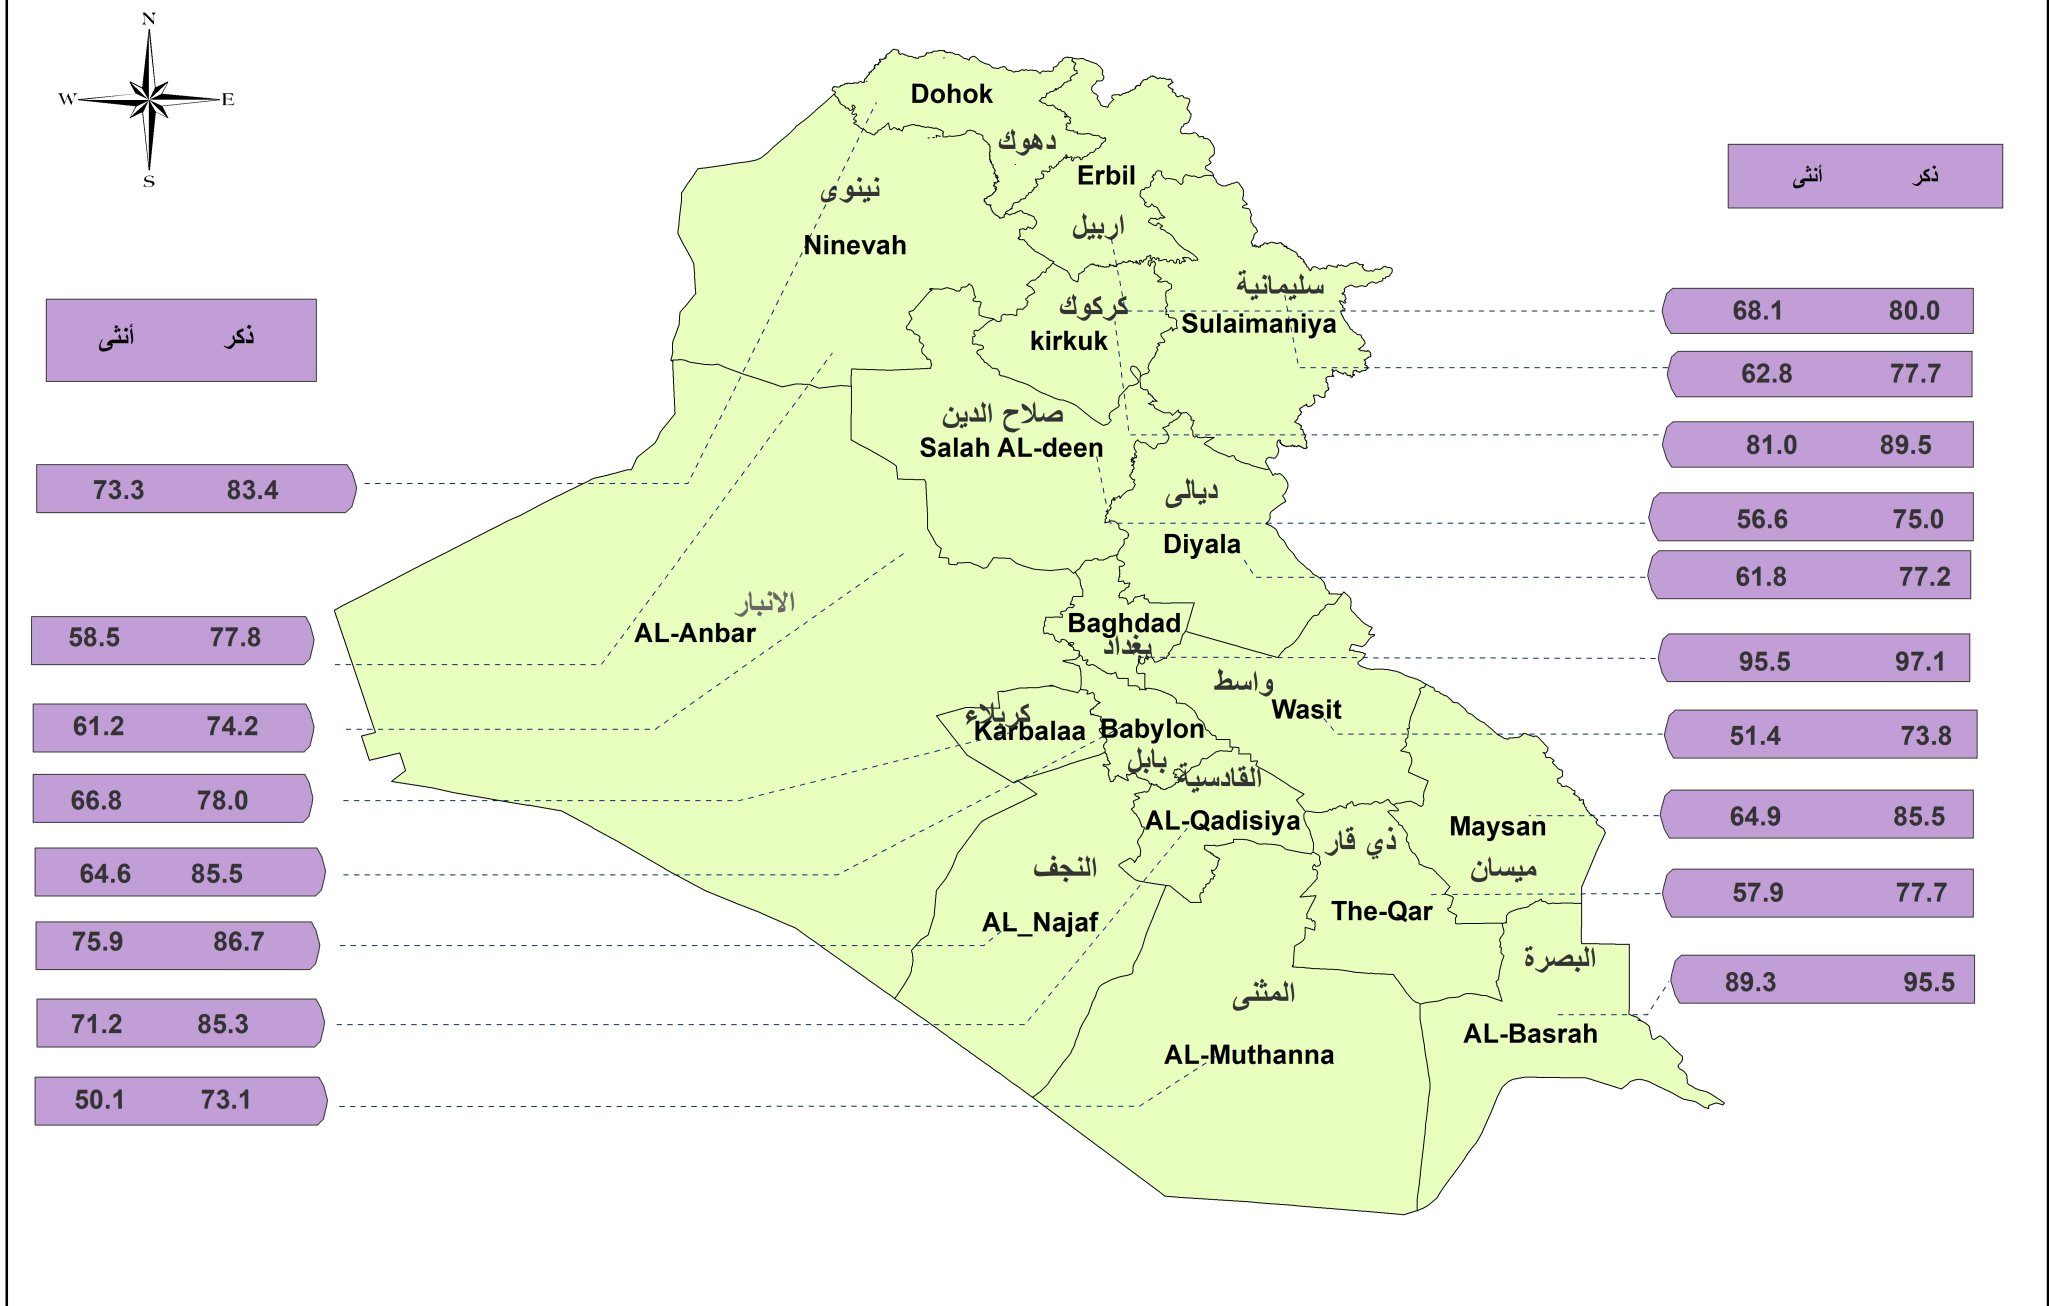 N
W E
S
Dohok
دهوك
Erbil
اربيل
نينوى
Ninevah
سليمانية
Sulaimaniya
كركوك
kirkuk
صلاح الدين
Salah AL-deen
ديالى
Diyala
الانبار
AL-Anbar
Baghdad
بغداد
واسط
Wasit
كربلاء
Karbalaa
Babylon
بابل
القادسية
AL-Qadisiya
ذي قار
The-Qar
Maysan
ميسان
النجف
AL_Najaf
البصرة
AL-Basrah
المثنى
AL-Muthanna
ذكر أنثى
73.3 83.4
58.5 77.8
61.2 74.2
66.8 78.0
64.6 85.5
75.9 86.7
71.2 85.3
50.1 73.1
ذكر أنثى
68.1 80.0
62.8 77.7
81.0 89.5
56.6 75.0
61.8 77.2
95.5 97.1
51.4 73.8
64.9 85.5
57.9 77.7
89.3 95.5